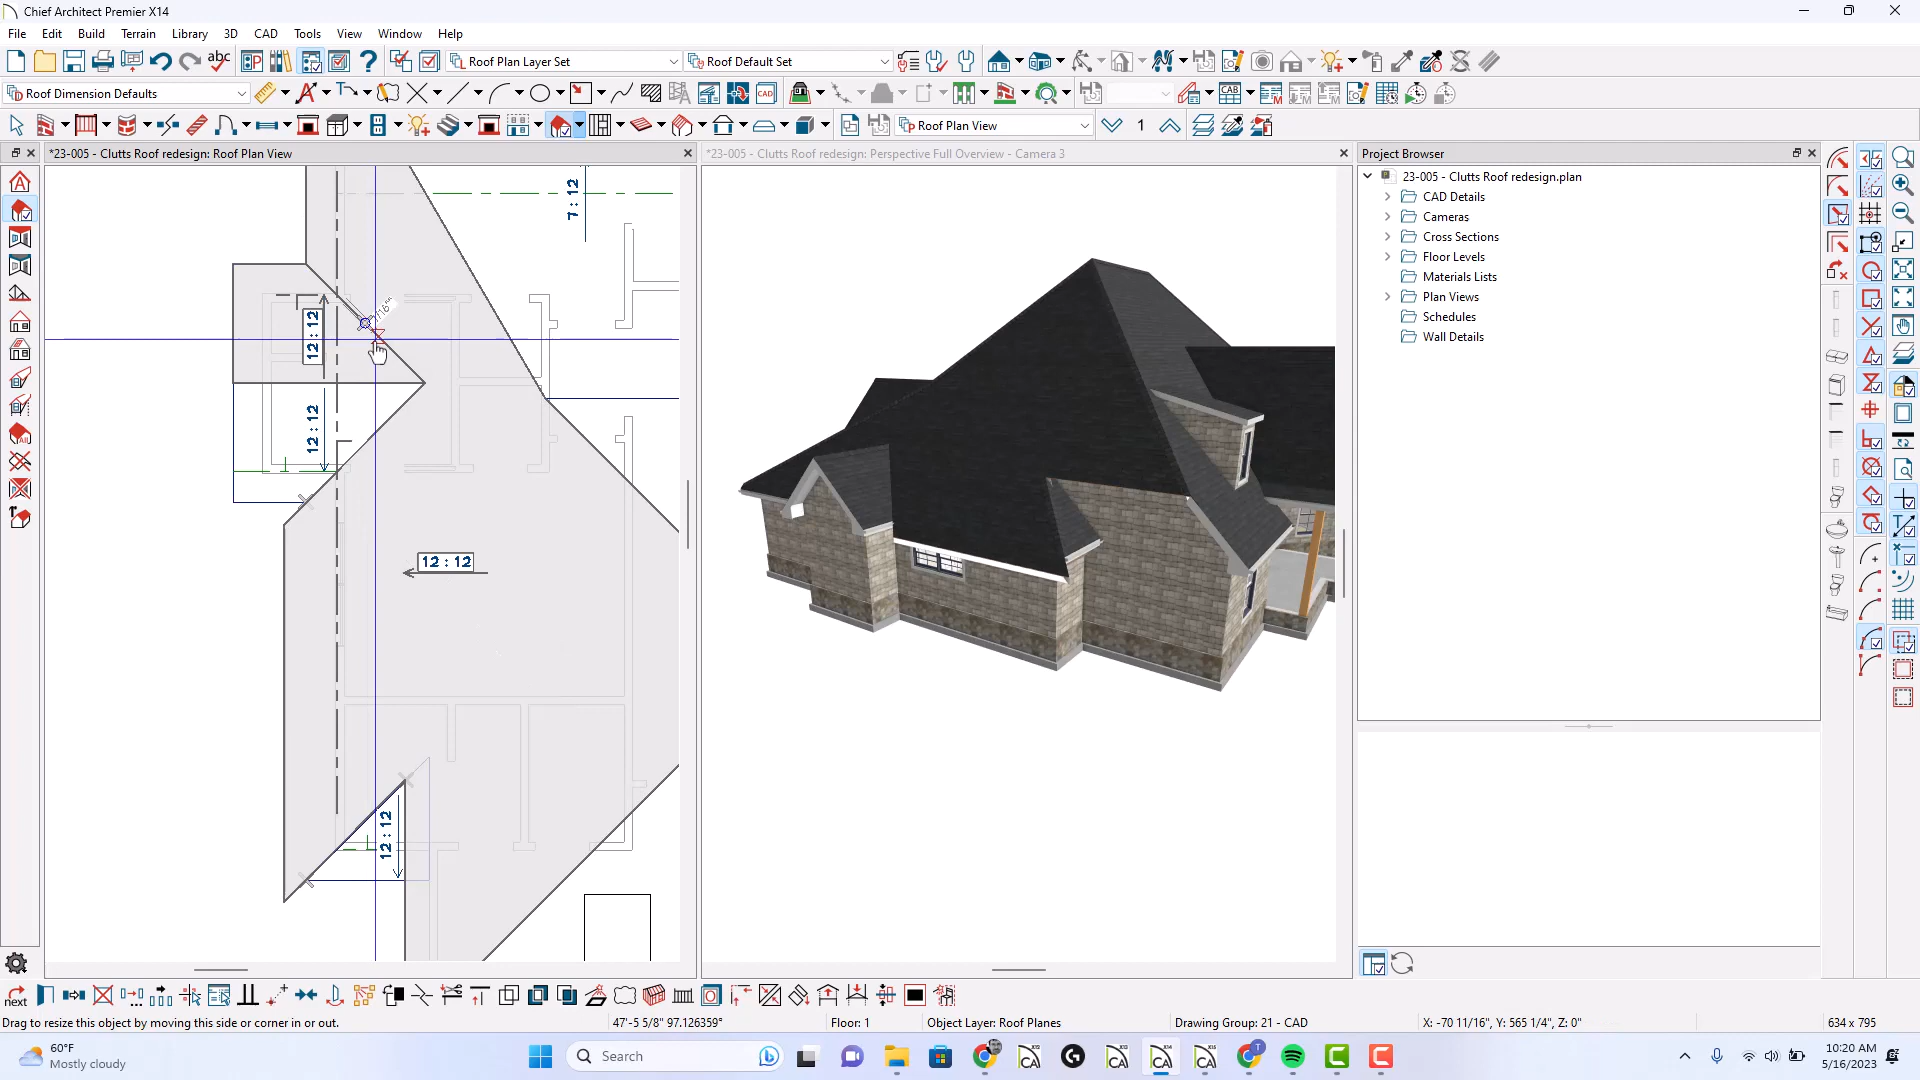 Chief Architect Premier X14
File Edit Build Terrain Library 3D CAD Tools View Window Help
abc Roof Plan Layer Set Roof Default Set
Roof Dimension Defaults
Roof Plan View 1
*23-005 - Clutts Roof redesign: Roof Plan View
*23-005 - Clutts Roof redesign: Perspective Full Overview - Camera 3
Project Browser
23-005 - Clutts Roof redesign.plan
CAD Details
Cameras
Cross Sections
Floor Levels
Materials Lists
Plan Views
Schedules
Wall Details
7 : 12
12 : 12
12 : 12
12 : 12
12 : 12
next
Drag to resize this object by moving this side or corner in or out.
47'-5 5/8" 97.126359°
Floor: 1
Object Layer: Roof Planes
Drawing Group: 21 - CAD
X: -70 11/16", Y: 565 1/4", Z: 0"
634 x 795
60°F
Mostly cloudy
Search
10:20 AM
5/16/2023